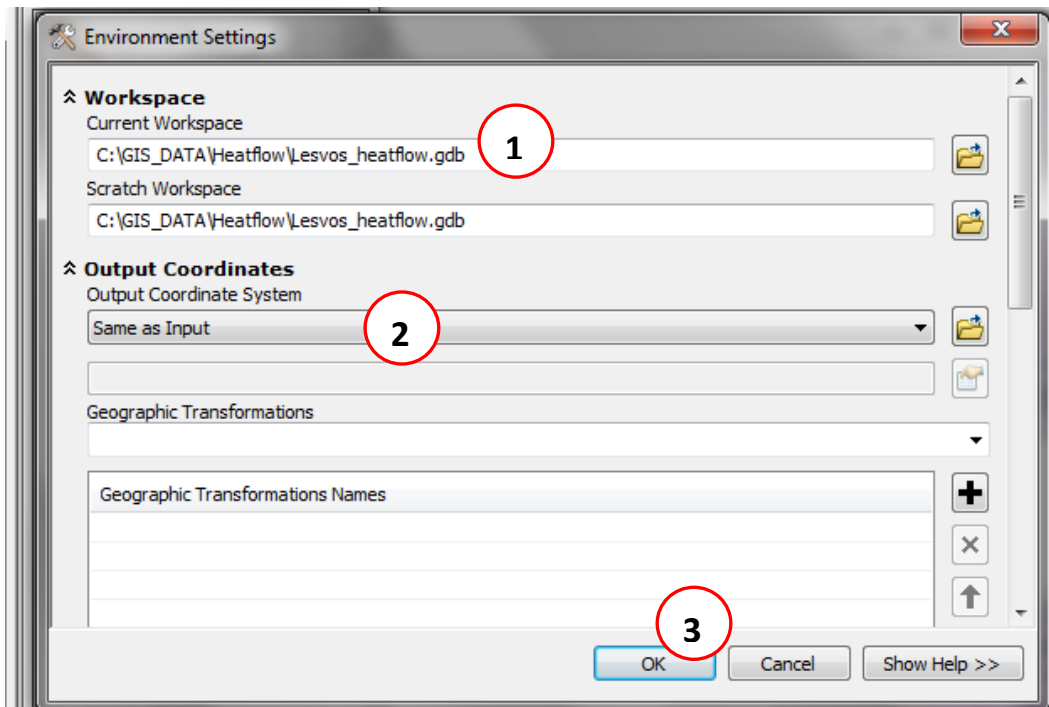 Environment Settings
Workspace
Current Workspace
1
C:\GIS_DATA\Heatflow\Lesvos_heatflow.gdb
Scratch Workspace
C:\GIS_DATA\Heatflow\Lesvos_heatflow.gdb
Output Coordinates
Output Coordinate System
Same as Input
2
Geographic Transformations
Geographic Transformations Names
3
OK Cancel Show Help >>